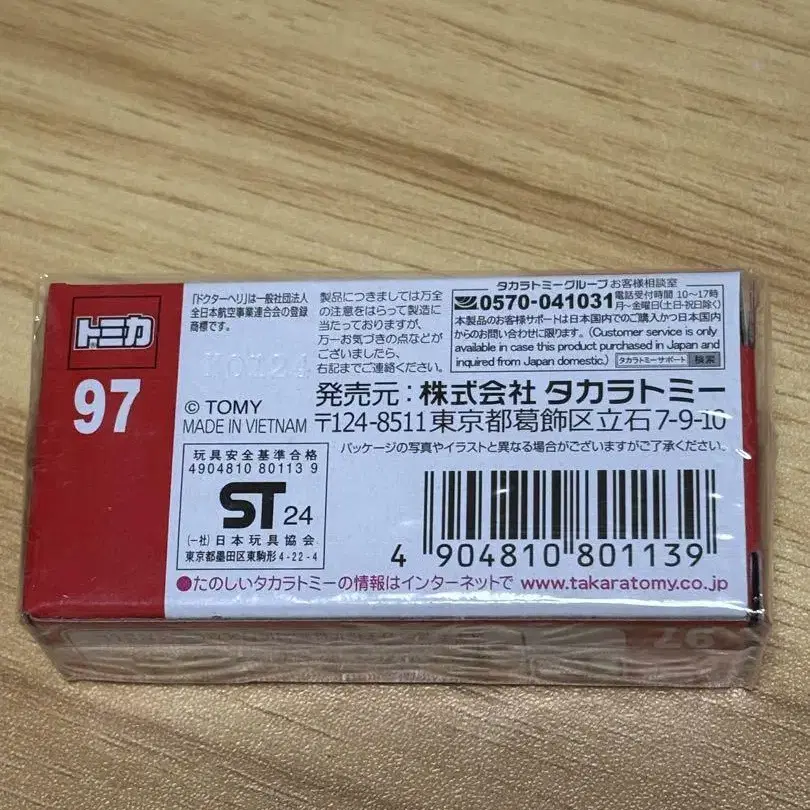 トミカ
97
「ドクターヘリ」は一般社団法人
全日本航空事業連合会の登録
商標です。
© TOMY
MADE IN VIETNAM
製品につきましては万全
の注意をはらって製造に
当たっておりますが、
万一お気づきの点などが
ございましたら、
右記までご連絡ください。
タカラトミーグループ お客様相談室
0570-041031 電話受付時間 10〜17時
月〜金曜日(土日・祝日除く)
本製品のお客様サポートは日本国内でのご購入かつ日本国内
からのお問い合わせに限ります。(Customer service is only
available in case this product purchased in Japan and
inquired from Japan domestic.) タカラトミーサポート 検索
発売元:株式会社 タカラトミー
〒124-8511東京都葛飾区立石7-9-10
パッケージの写真やイラストと異なる場合がございますがご了承ください。
玩具安全基準合格
4904810 80113 9
ST 24
(一社)日本玩具協会
東京都墨田区東駒形4-22-4
4 904810 801139
●たのしいタカラトミーの情報はインターネットで www.takaratomy.co.jp
97